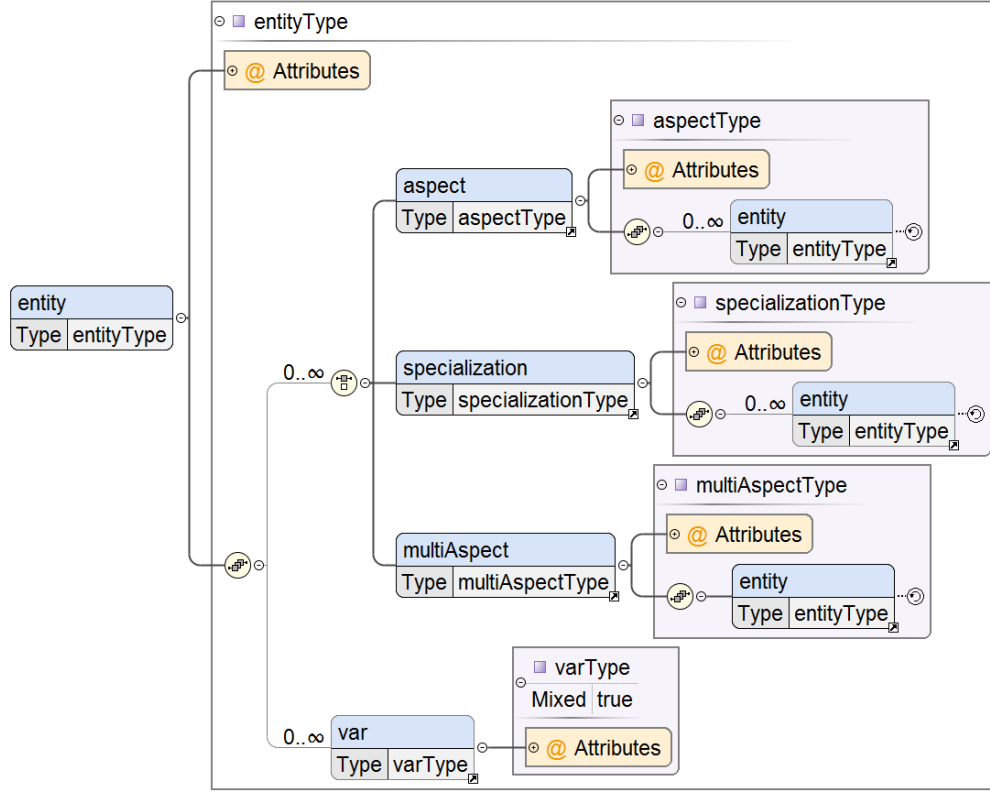 entityType
@ Attributes
aspectType
@ Attributes
aspect
Type aspectType
0..∞
entity
Type entityType
entity
Type entityType
specializationType
@ Attributes
0..∞
specialization
Type specializationType
0..∞
entity
Type entityType
multiAspectType
@ Attributes
multiAspect
Type multiAspectType
entity
Type entityType
varType
Mixed true
0..∞
var
Type varType
@ Attributes